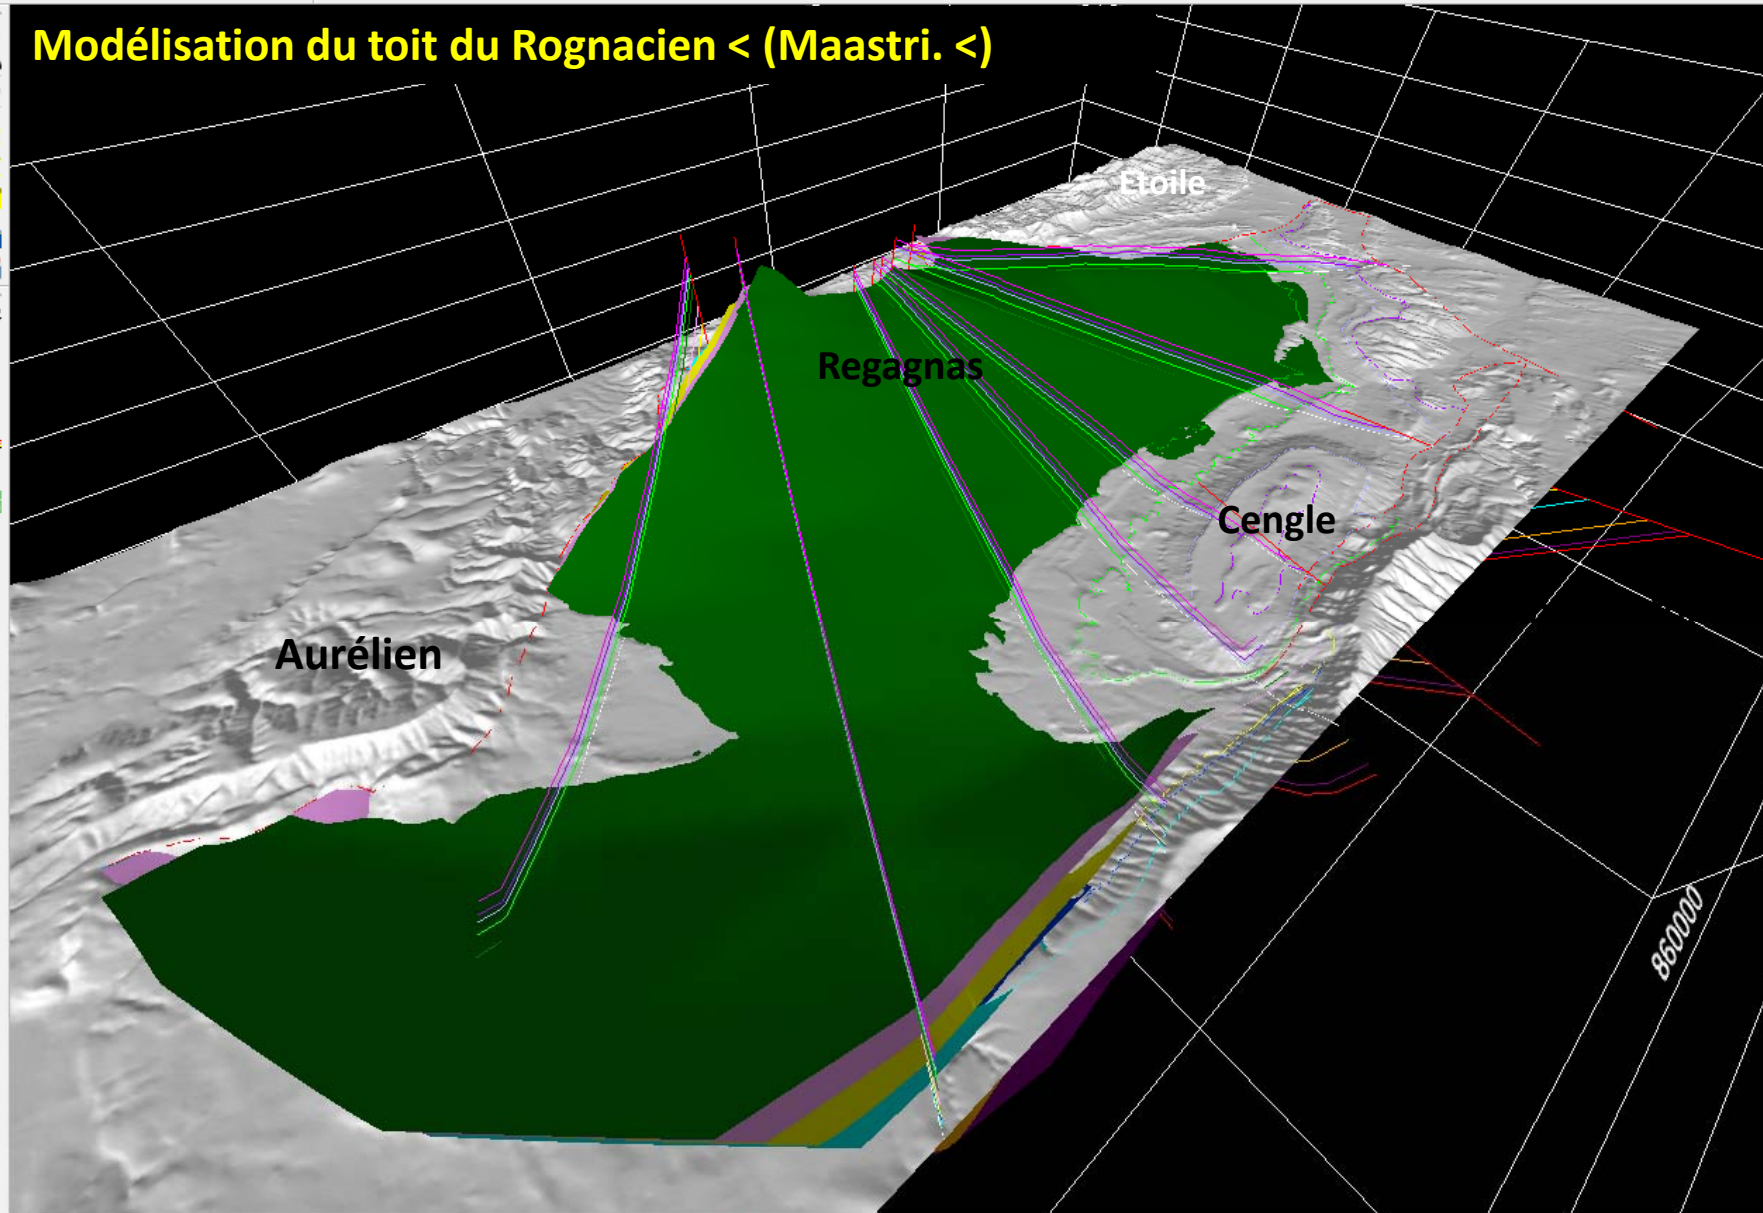 Modélisation du toit du Rognacien < (Maastri. <)
Etoile
Regagnas
Cengle
Aurélien
860000